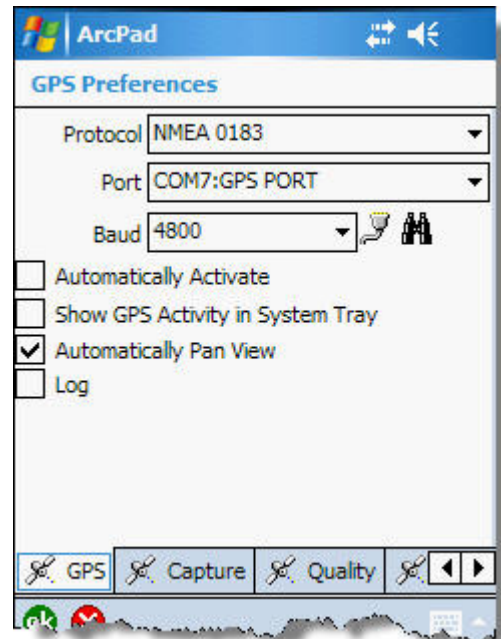 ArcPad
GPS Preferences
Protocol NMEA 0183
Port COM7:GPS PORT
Baud 4800
Automatically Activate
Show GPS Activity in System Tray
Automatically Pan View
Log
GPS Capture Quality
ok